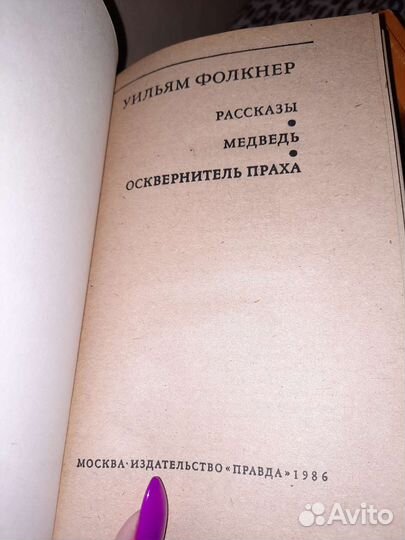 УИЛЬЯМ ФОЛКНЕР
РАССКАЗЫ
МЕДВЕДЬ
ОСКВЕРНИТЕЛЬ ПРАХА
МОСКВА·ИЗДАТЕЛЬСТВО «ПРАВДА» 1986
Avito